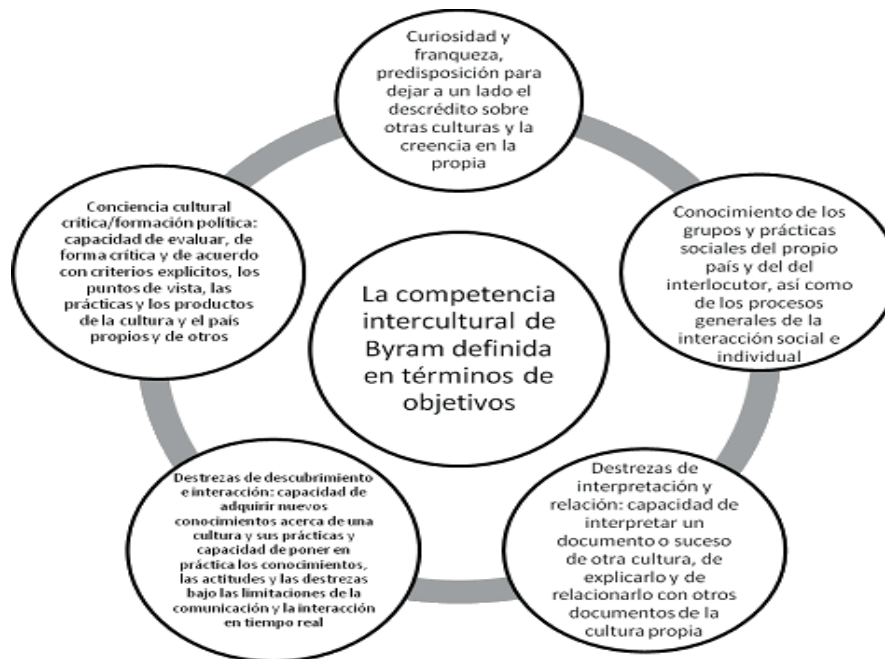 Curiosidad y
franqueza,
predisposición para
dejar a un lado el
descrédito sobre
otras culturas y la
creencia en la
propia
Conocimiento de los
grupos y prácticas
sociales del propio
país y del del
interlocutor, así como
de los procesos
generales de la
interacción social e
individual
Destrezas de
interpretación y
relación: capacidad de
interpretar un
documento o suceso
de otra cultura, de
explicarlo y de
relacionarlo con otros
documentos de la
cultura propia
Destrezas de descubrimiento
e interacción: capacidad de
adquirir nuevos
conocimientos acerca de una
cultura y sus prácticas y
capacidad de poner en
práctica los conocimientos,
las actitudes y las destrezas
bajo las limitaciones de la
comunicación y la interacción
en tiempo real
Conciencia cultural
crítica/formación política:
capacidad de evaluar, de
forma crítica y de acuerdo
con criterios explícitos, los
puntos de vista, las
prácticas y los productos
de la cultura y el país
propios y de otros
La competencia
intercultural de
Byram definida
en términos de
objetivos